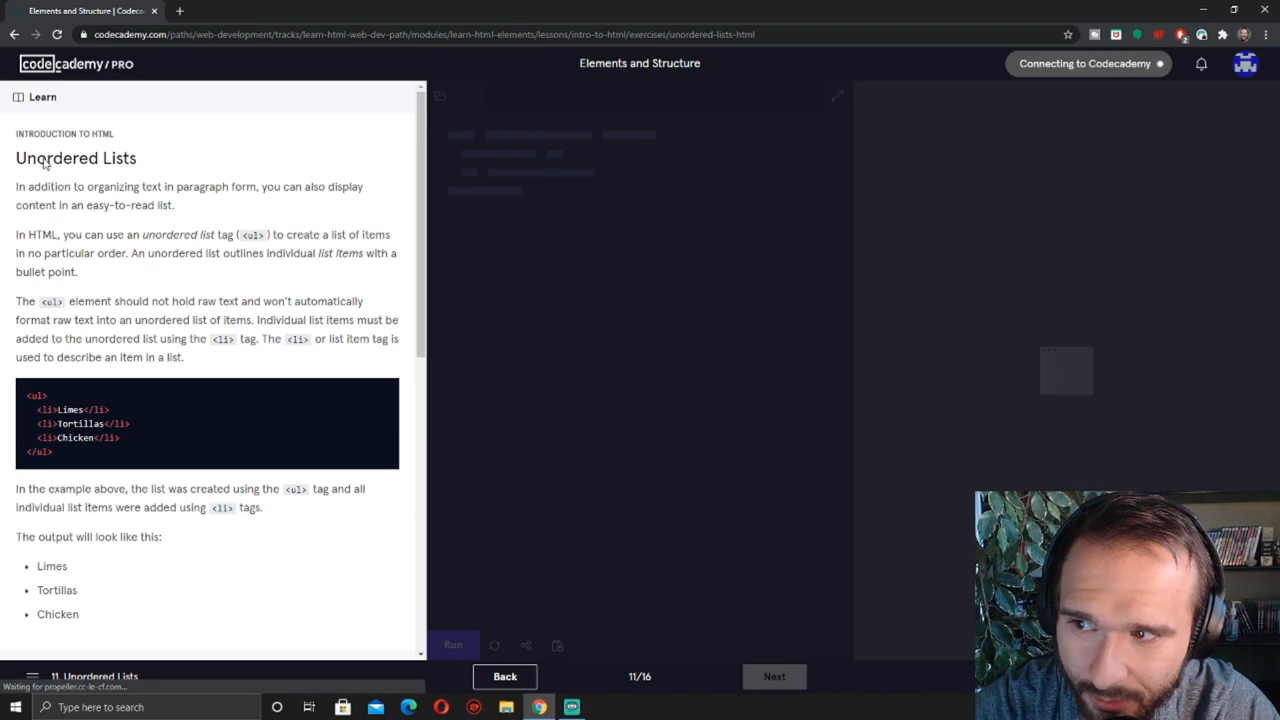 Elements and Structure | Codeca
codecademy.com/paths/web-development/tracks/learn-html-web-dev-path/modules/learn-html-elements/lessons/intro-to-html/exercises/unordered-lists-html
codecademy/PRO
Elements and Structure
Connecting to Codecademy
Learn
INTRODUCTION TO HTML
Unordered Lists
In addition to organizing text in paragraph form, you can also display
content in an easy-to-read list.
In HTML, you can use an unordered list tag (<ul>) to create a list of items
in no particular order. An unordered list outlines individual list items with a
bullet point.
The <ul> element should not hold raw text and won't automatically
format raw text into an unordered list of items. Individual list items must be
added to the unordered list using the <li> tag. The <li> or list item tag is
used to describe an item in a list.
<ul>
<li>Limes</li>
<li>Tortillas</li>
<li>Chicken</li>
</ul>
In the example above, the list was created using the <ul> tag and all
individual list items were added using <li> tags.
The output will look like this:
• Limes
• Tortillas
• Chicken
Run
11. Unordered Lists
Back
11/16
Next
Waiting for propeller.cc-le-cf.com...
Type here to search